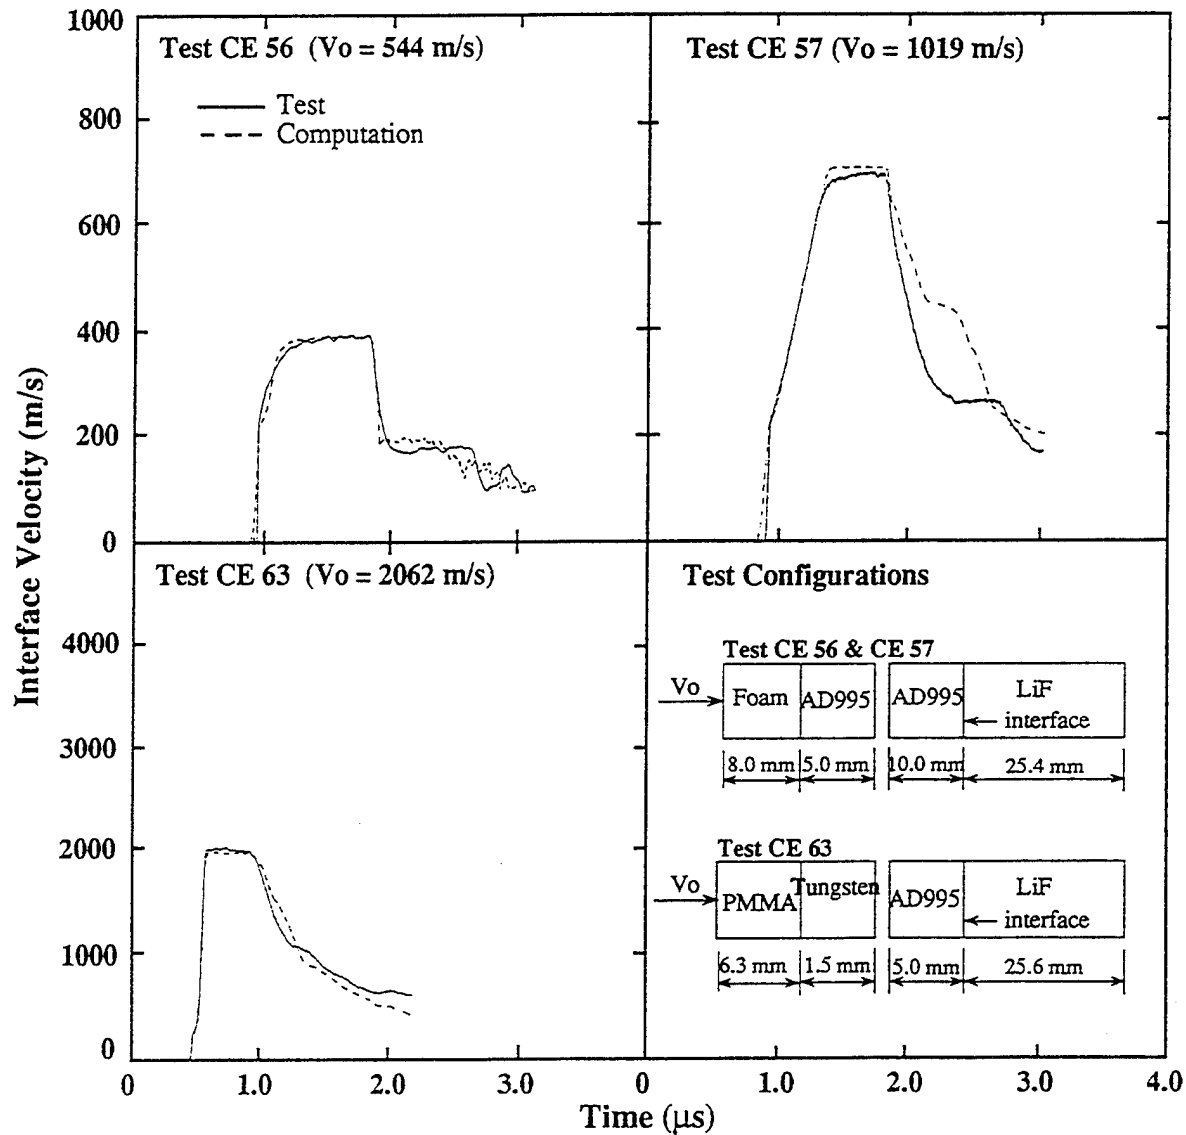 Test CE 56 (Vo = 544 m/s)
Test
Computation
Test CE 57 (Vo = 1019 m/s)
1000
800
600
400
200
0
Interface Velocity (m/s)
Test CE 63 (Vo = 2062 m/s)
4000
3000
2000
1000
0
Test Configurations
Test CE 56 & CE 57
Vo
Foam
AD995
AD995
LiF
interface
8.0 mm
5.0 mm
10.0 mm
25.4 mm
Test CE 63
Vo
PMMA
Tungsten
AD995
LiF
interface
6.3 mm
1.5 mm
5.0 mm
25.6 mm
0 1.0 2.0 3.0 0 1.0 2.0 3.0 4.0
Time (μs)